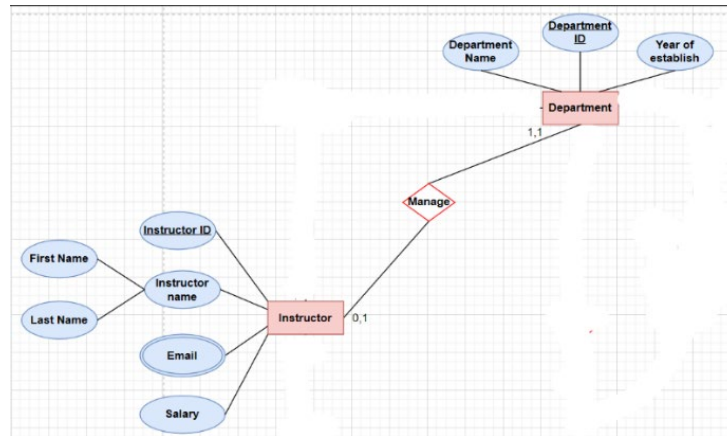 Department
ID
Department
Name
Year of
establish
Department
1,1
Manage
Instructor ID
First Name
Instructor
name
Last Name
Instructor
0,1
Email
Salary